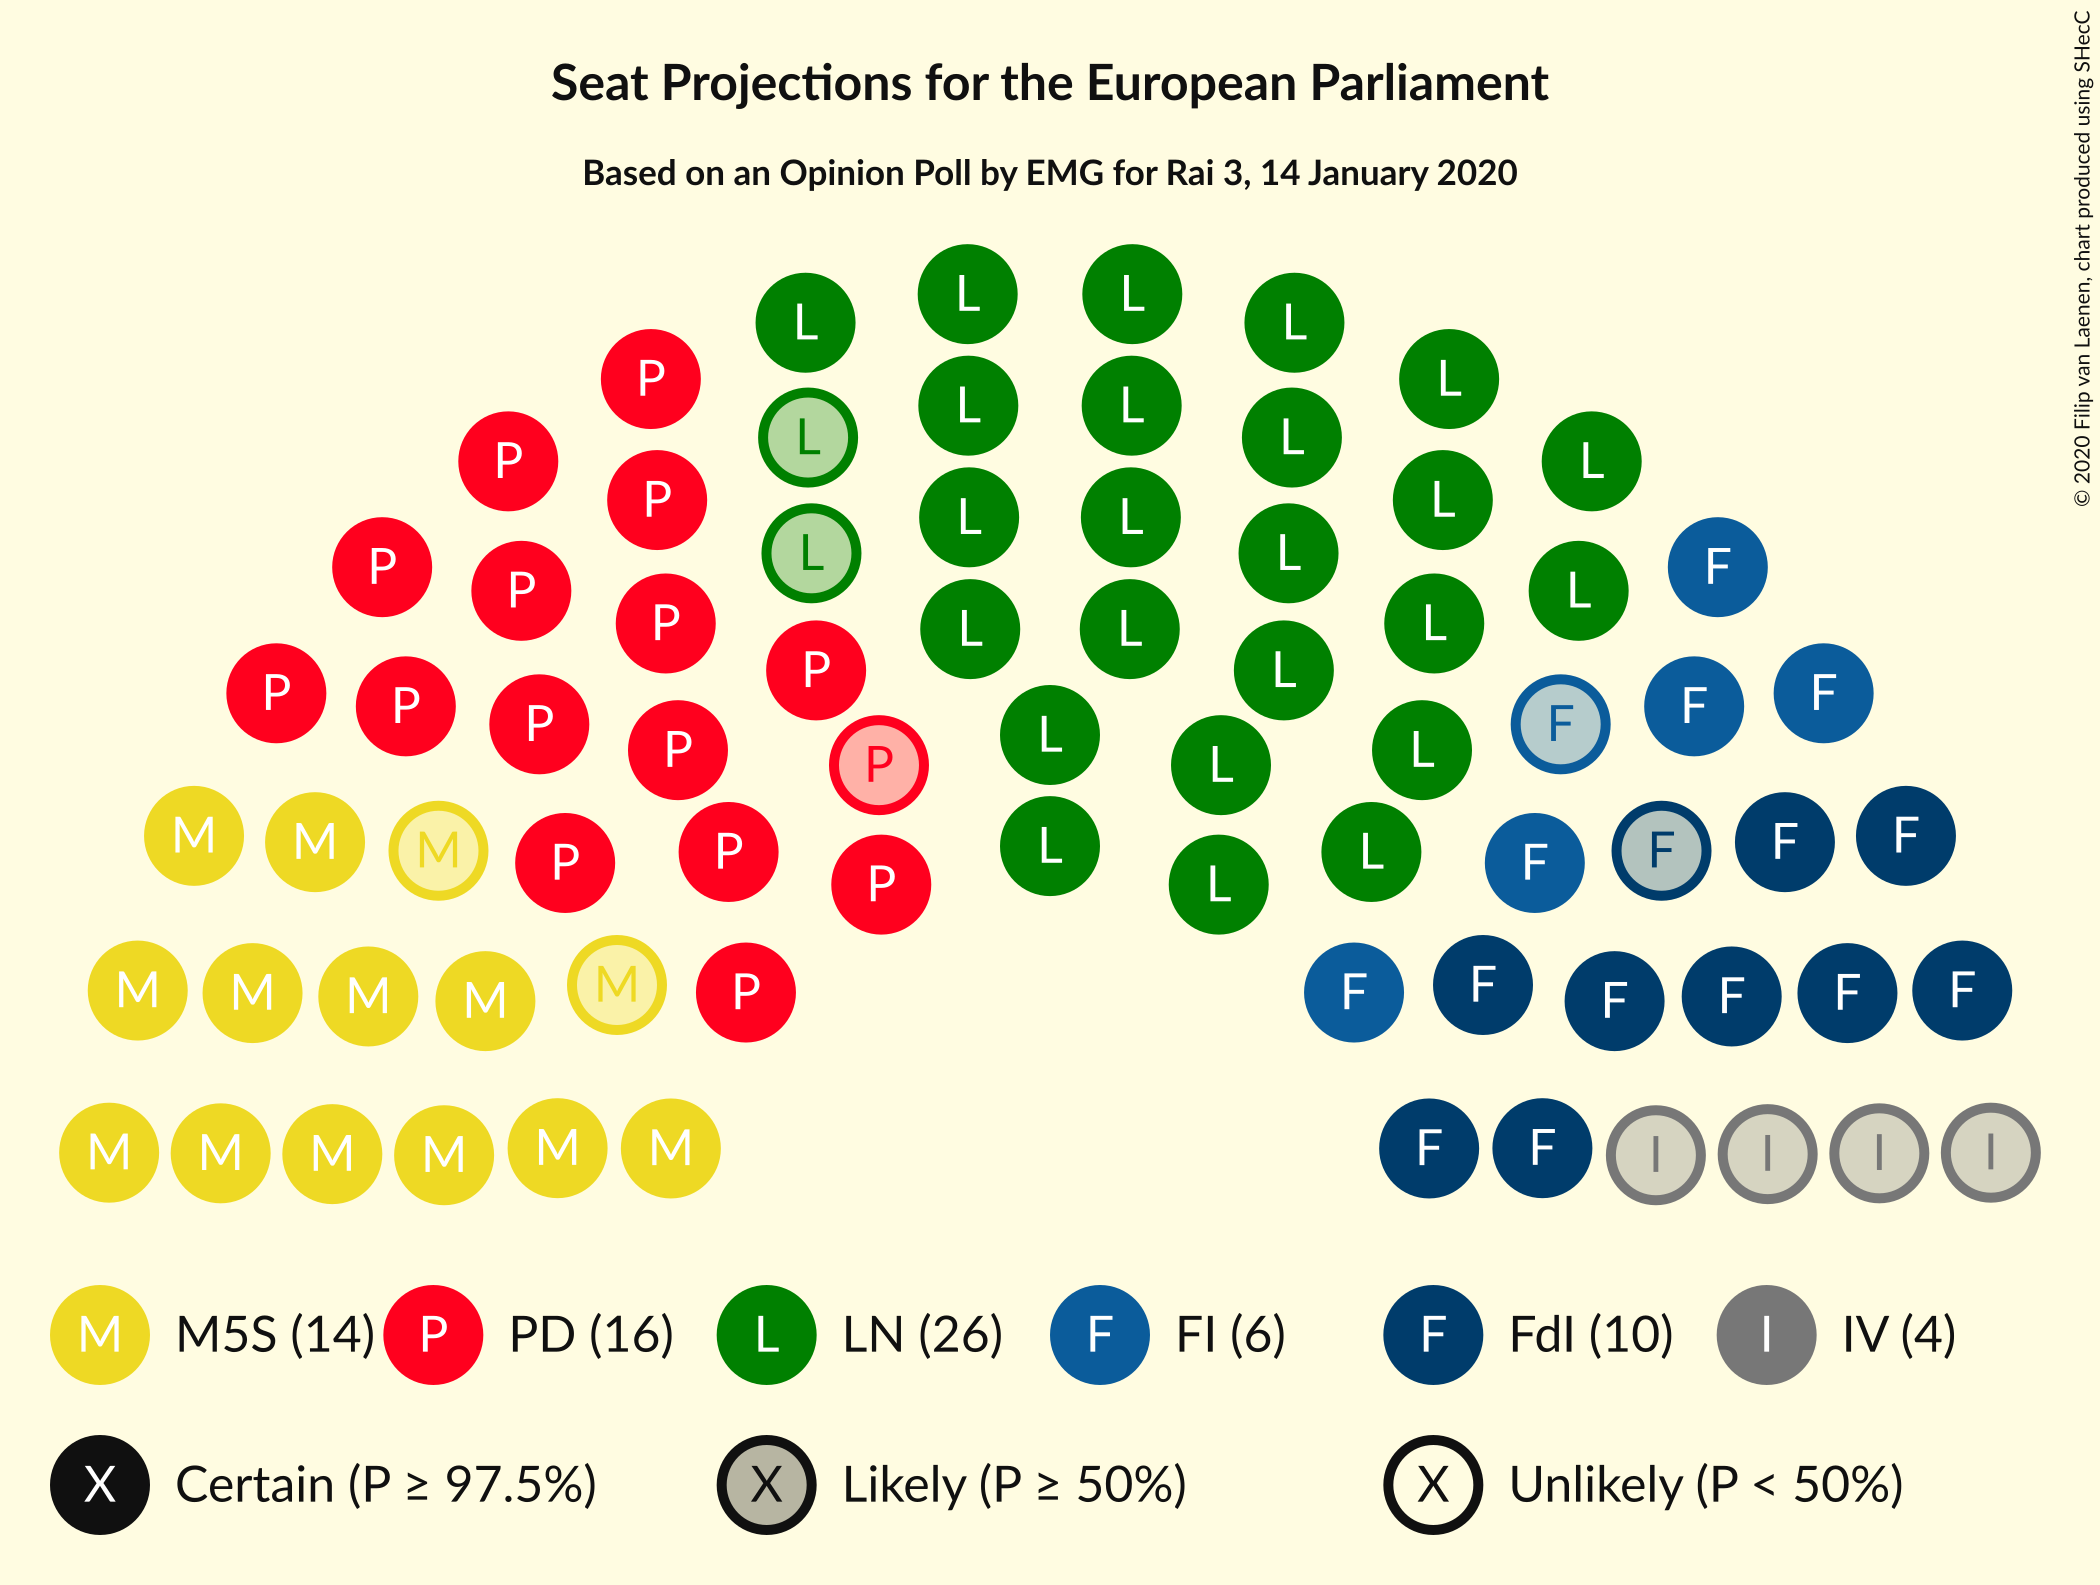 Seat Projections for the European Parliament
Based on an Opinion Poll by EMG for Rai 3, 14 January 2020
© 2020 Filip van Laenen, chart produced using SHecC
L L L L
P L L P
L L L L
P L L P
L L L L
P L L P
P L L F
P P L L
L L P L
P P P L F F F
P P L L
P L L
M M M P P P L L L F F F F
M M M M M P F F F F F F
M M M M M M F F I I I I
M M5S (14) P PD (16) L LN (26) F FI (6) F FdI (10) I IV (4)
X Certain (P ≥ 97.5%) X Likely (P ≥ 50%) X Unlikely (P < 50%)